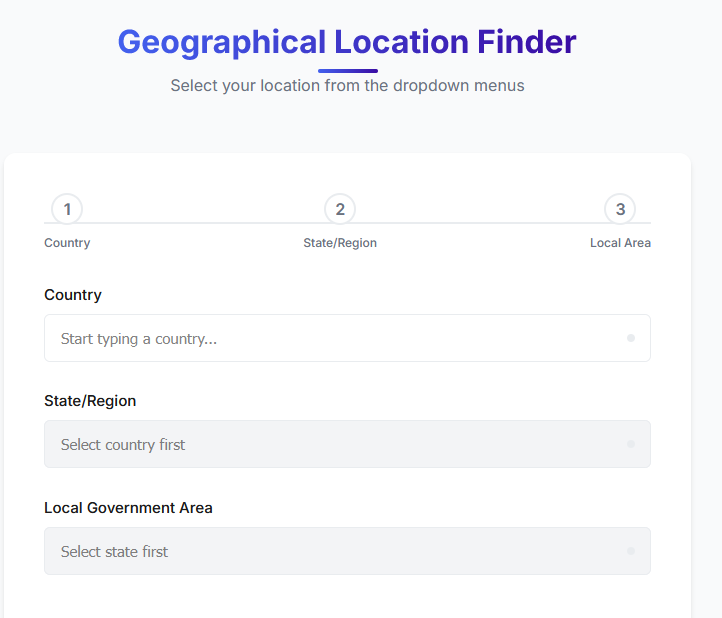 Geographical Location Finder
Select your location from the dropdown menus
1 2 3
Country State/Region Local Area
Country
Start typing a country...
State/Region
Select country first
Local Government Area
Select state first